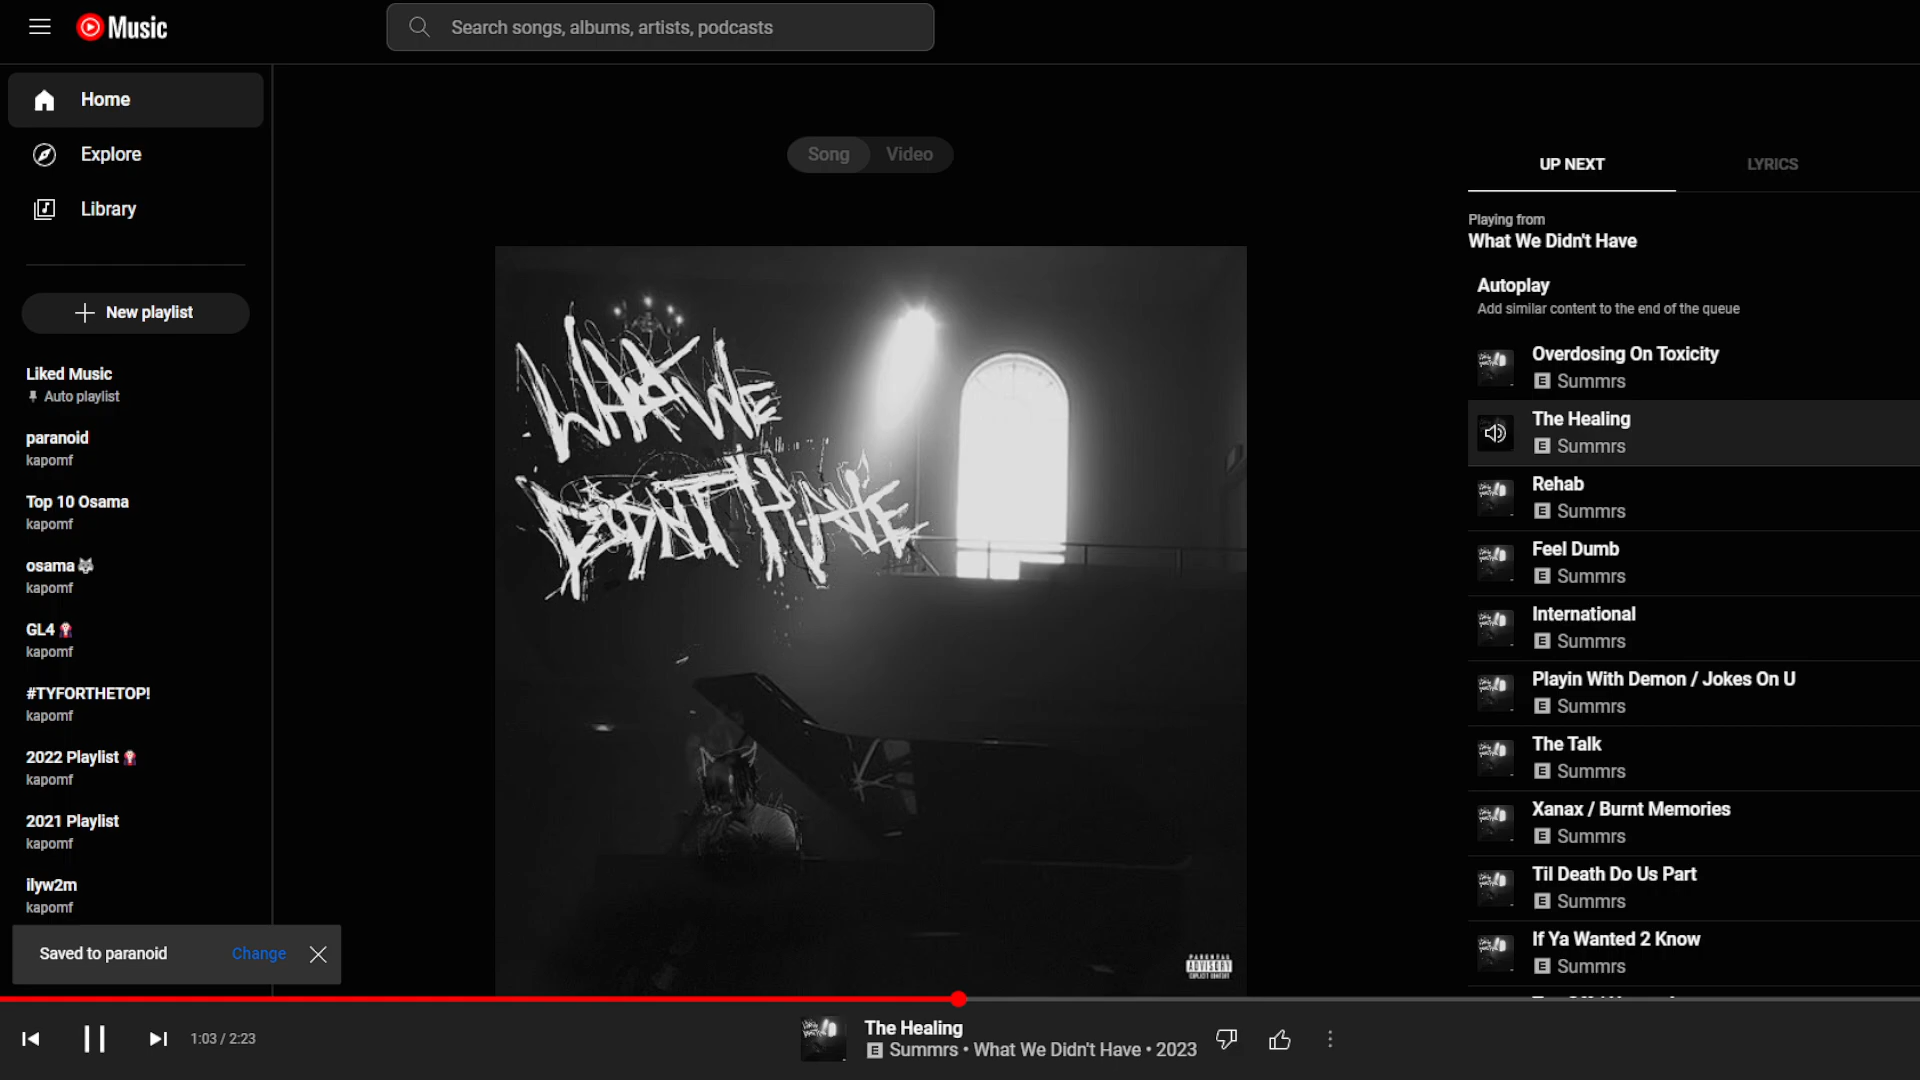 Music
Search songs, albums, artists, podcasts
Home
Explore
Library
New playlist
Liked Music
Auto playlist
paranoid
kapomf
Top 10 Osama
kapomf
osama
kapomf
GL4
kapomf
#TYFORTHETOP!
kapomf
2022 Playlist
kapomf
2021 Playlist
kapomf
ilyw2m
kapomf
Saved to paranoid Change
Song Video
WHAT WE
DIDN'T HAVE
PARENTAL
ADVISORY
EXPLICIT CONTENT
UP NEXT LYRICS
Playing from
What We Didn't Have
Autoplay
Add similar content to the end of the queue
Overdosing On Toxicity
E Summrs
The Healing
E Summrs
Rehab
E Summrs
Feel Dumb
E Summrs
International
E Summrs
Playin With Demon / Jokes On U
E Summrs
The Talk
E Summrs
Xanax / Burnt Memories
E Summrs
Til Death Do Us Part
E Summrs
If Ya Wanted 2 Know
E Summrs
1:03 / 2:23
The Healing
E Summrs • What We Didn't Have • 2023